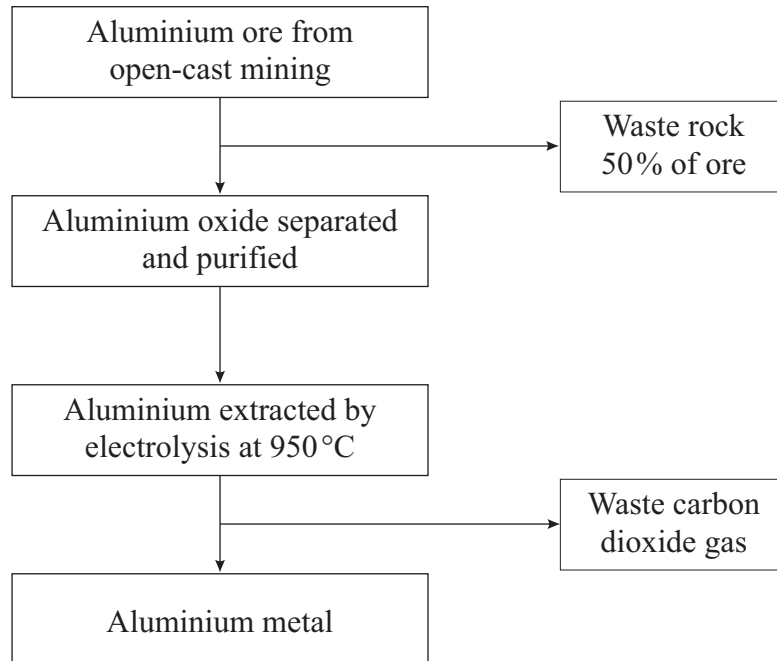 Aluminium ore from
open-cast mining
Waste rock
50% of ore
Aluminium oxide separated
and purified
Aluminium extracted by
electrolysis at 950 °C
Waste carbon
dioxide gas
Aluminium metal